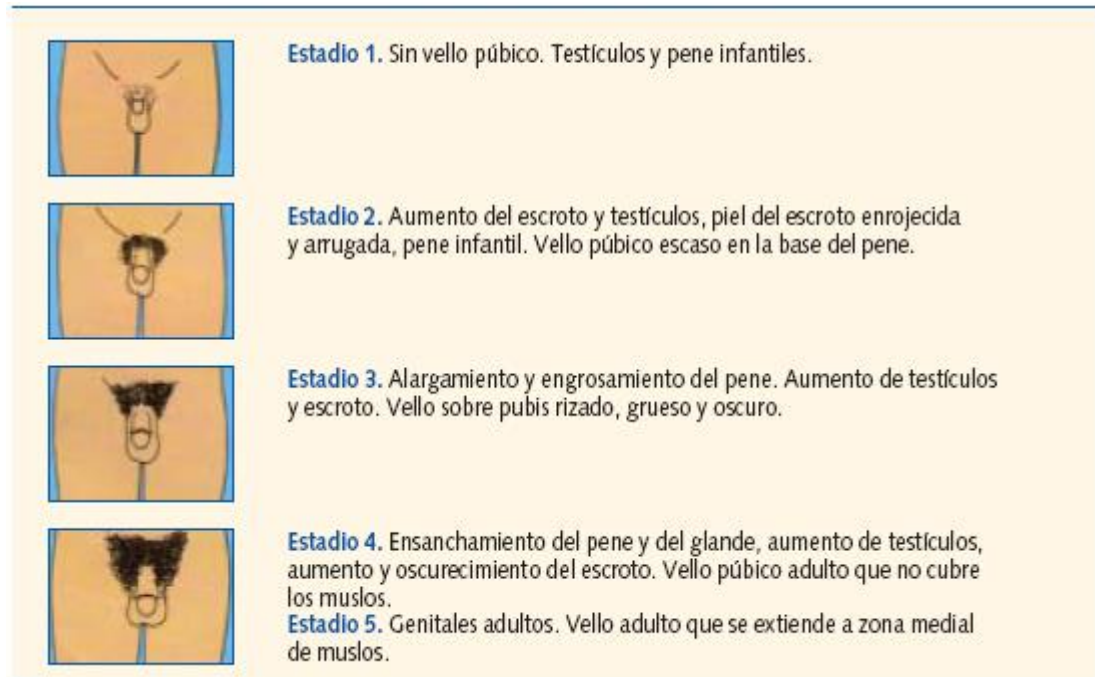 Estadio 1. Sin vello púbico. Testículos y pene infantiles.
Estadio 2. Aumento del escroto y testículos, piel del escroto enrojecida
y arrugada, pene infantil. Vello púbico escaso en la base del pene.
Estadio 3. Alargamiento y engrosamiento del pene. Aumento de testículos
y escroto. Vello sobre pubis rizado, grueso y oscuro.
Estadio 4. Ensanchamiento del pene y del glande, aumento de testículos,
aumento y oscurecimiento del escroto. Vello púbico adulto que no cubre
los muslos.
Estadio 5. Genitales adultos. Vello adulto que se extiende a zona medial
de muslos.